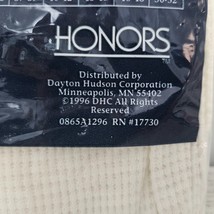 HONORS
Distributed by
Dayton Hudson Corporation
Minneapolis, MN 55402
©1996 DHC All Rights
Reserved
0865A1296 RN #17730